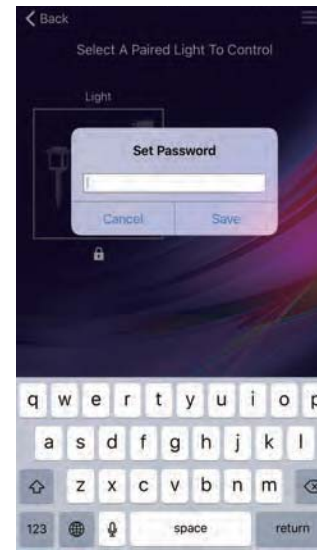 Back
Select A Paired Light To Control
Light
Set Password
Cancel
Save
q w e r t y u i o p
a s d f g h j k l
z x c v b n m
123 space return